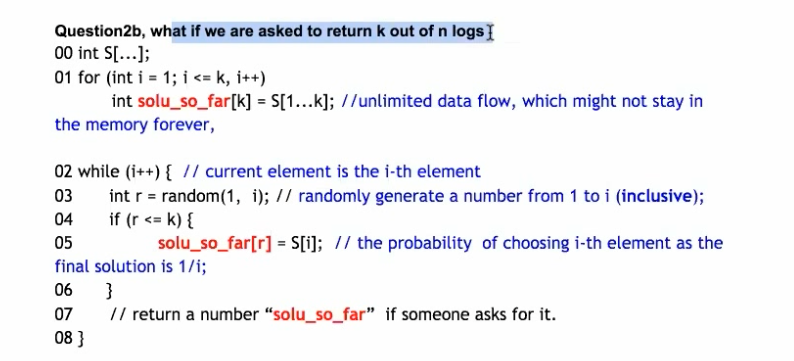 Question2b, what if we are asked to return k out of n logs
00 int S[...];
01 for (int i = 1; i <= k, i++)
int solu_so_far[k] = S[1...k]; //unlimited data flow, which might not stay in
the memory forever,
02 while (i++) { // current element is the i-th element
03 int r = random(1, i); // randomly generate a number from 1 to i (inclusive);
04 if (r <= k) {
05 solu_so_far[r] = S[i]; // the probability of choosing i-th element as the
final solution is 1/i;
06 }
07 // return a number “solu_so_far” if someone asks for it.
08 }